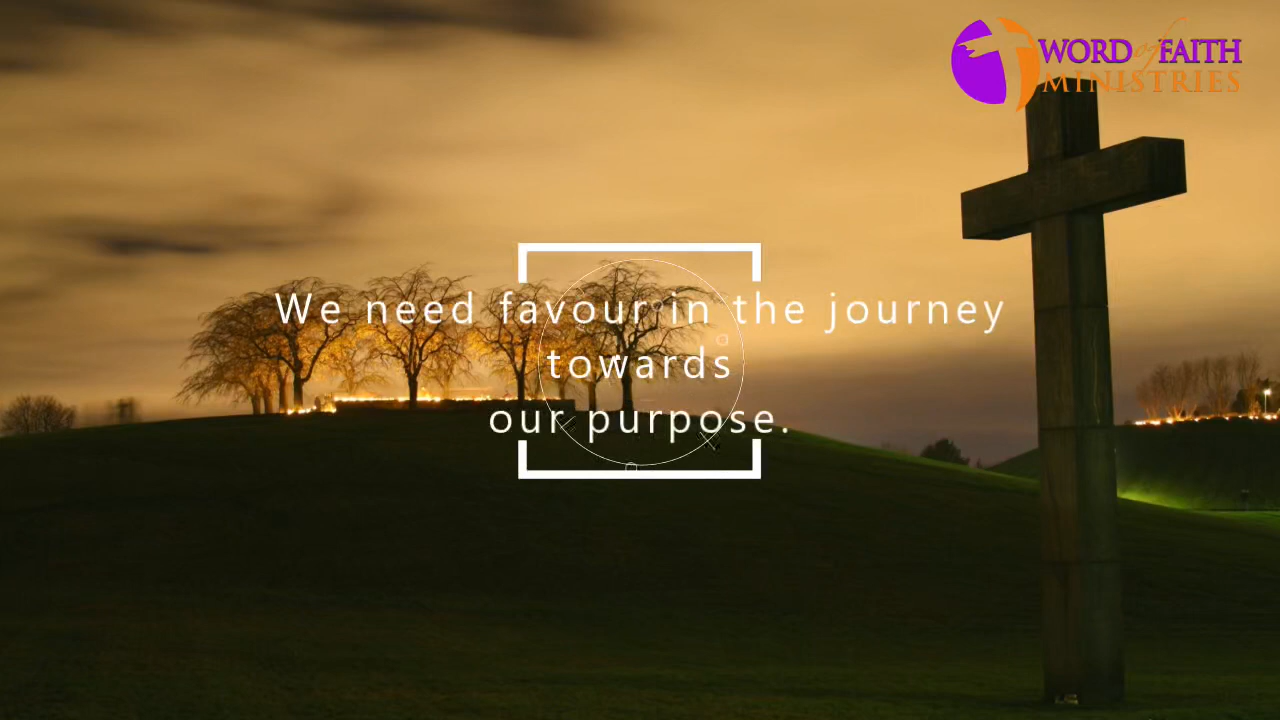 WORD of FAITH
MINISTRIES
We need favour in the journey
towards
our purpose.